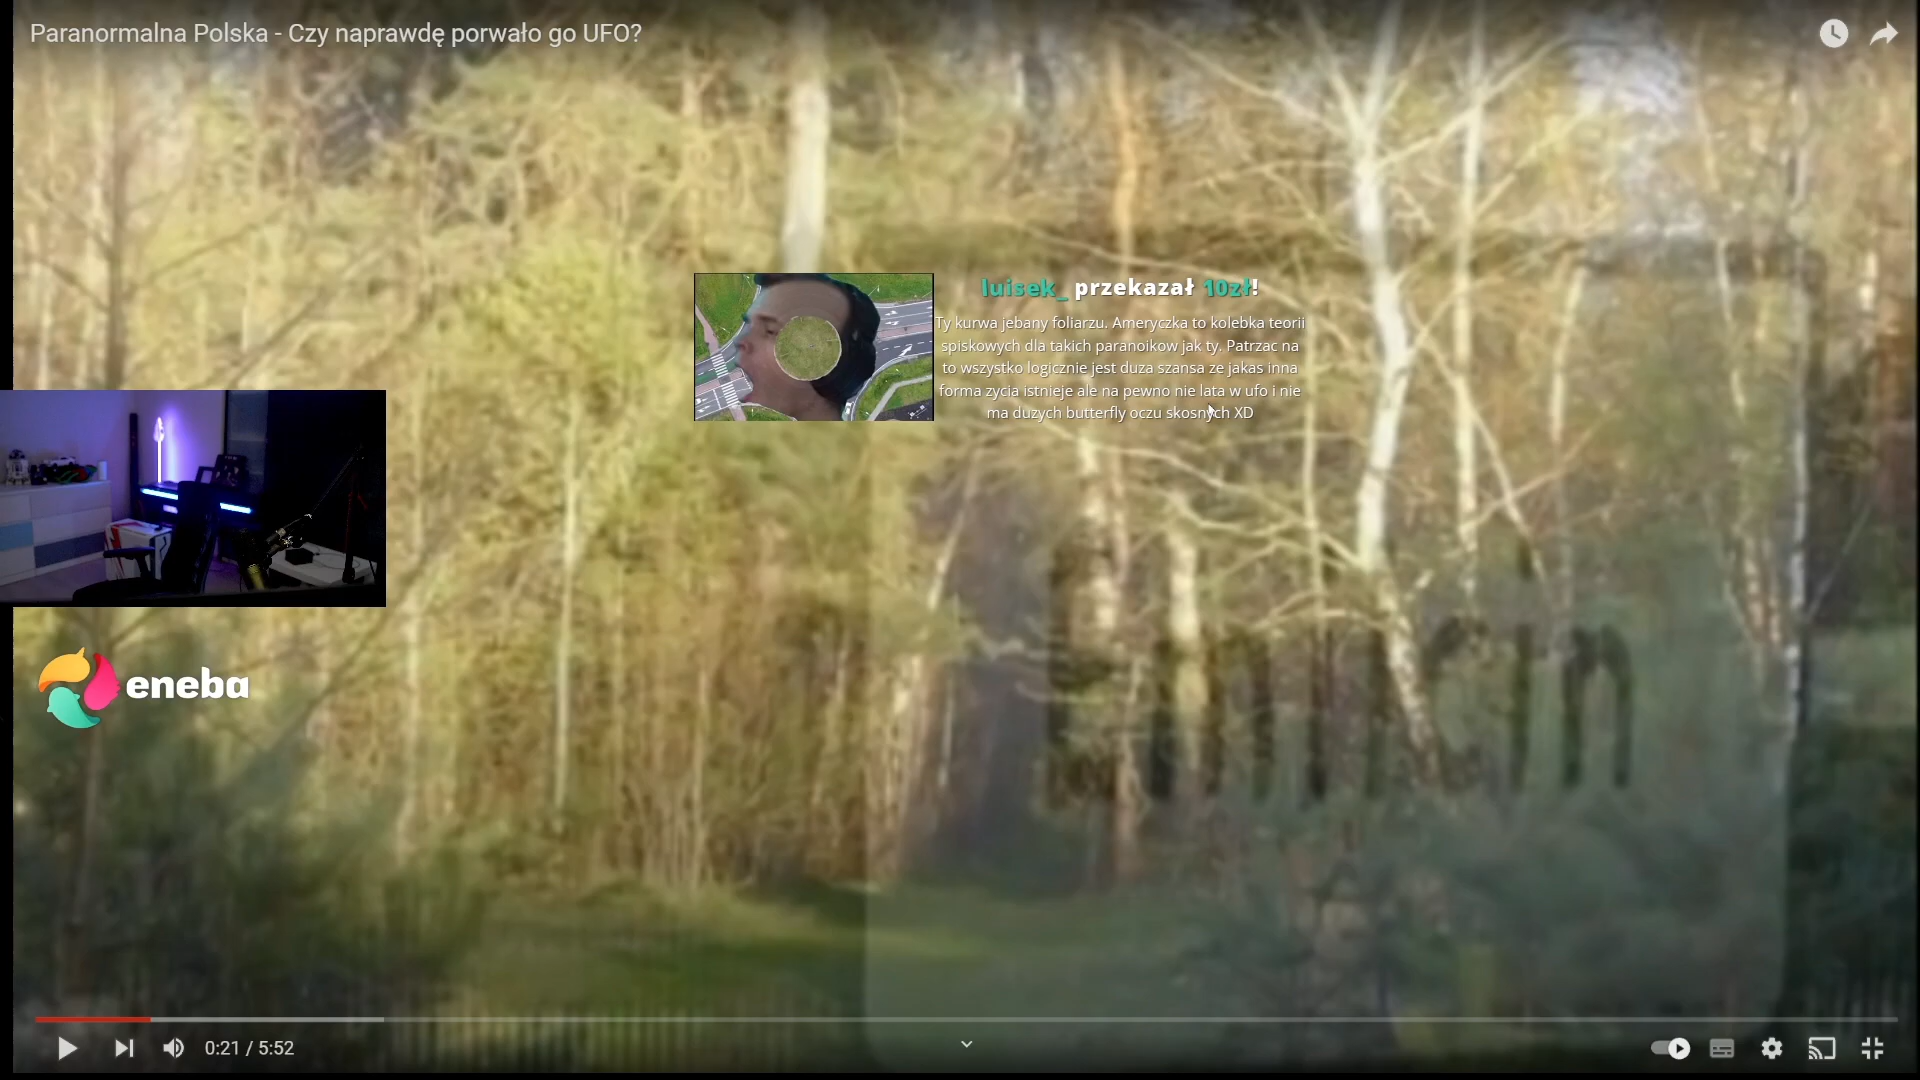 Paranormalna Polska - Czy naprawdę porwało go UFO?
luisek_ przekazał 10zł!
Ty kurwa jebany foliarzu. Ameryczka to kolebka teorii
spiskowych dla takich paranoikow jak ty. Patrzac na
to wszystko logicznie jest duza szansa ze jakas inna
forma zycia istnieje ale na pewno nie lata w ufo i nie
ma duzych butterfly oczu skosnych XD
eneba
0:21 / 5:52